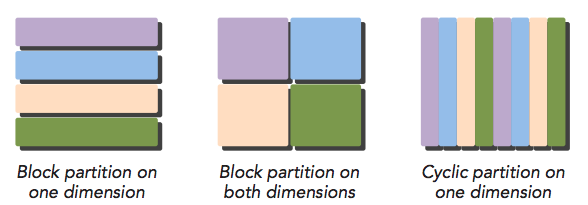 Block partition on
one dimension
Block partition on
both dimensions
Cyclic partition on
one dimension